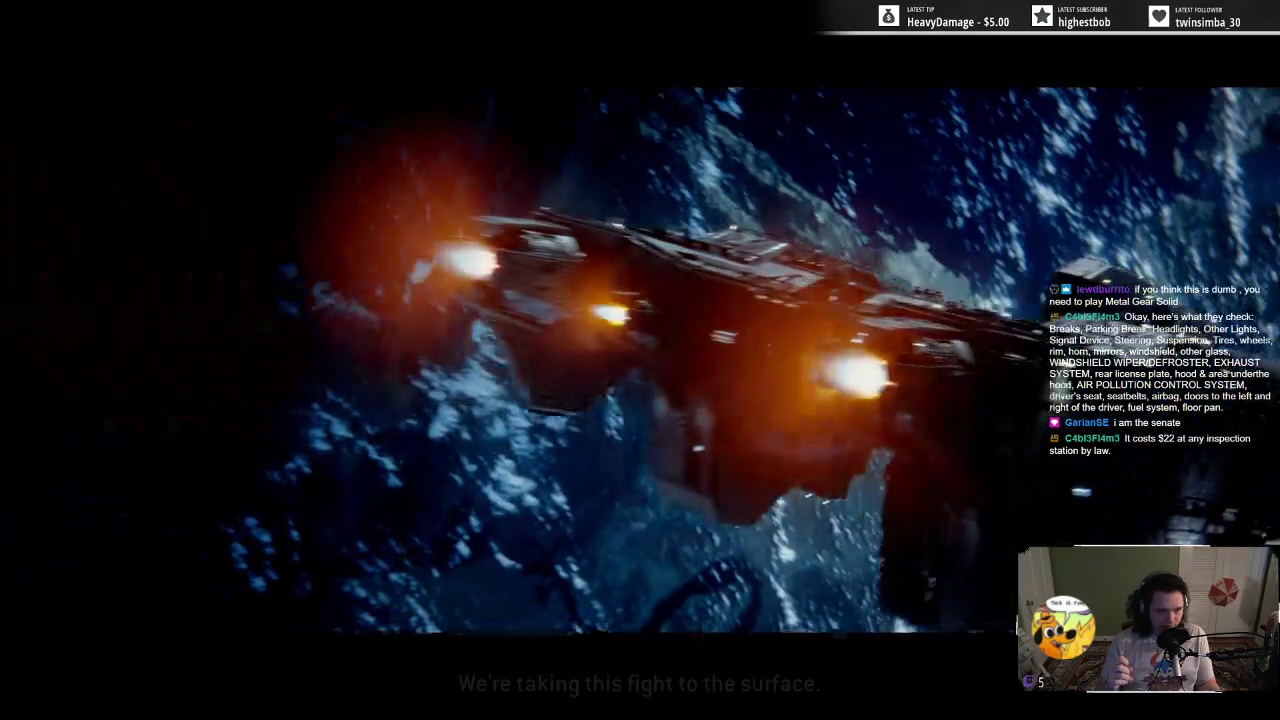 LATEST TIP
HeavyDamage - $5.00
LATEST SUBSCRIBER
highestbob
LATEST FOLLOWER
twinsimba_30
lewdburrito if you think this is dumb , you
need to play Metal Gear Solid
C4bl3Fl4m3 Okay, here's what they check:
Breaks, Parking Break, Headlights, Other Lights,
Signal Device, Steering, Suspension, Tires, wheels,
rim, horn, mirrors, windshield, other glass,
WINDSHIELD WIPER/DEFROSTER, EXHAUST
SYSTEM, rear license plate, hood & area underthe
hood, AIR POLLUTION CONTROL SYSTEM,
driver's seat, seatbelts, airbag, doors to the left and
right of the driver, fuel system, floor pan.
GarianSE i am the senate
C4bl3Fl4m3 It costs $22 at any inspection
station by law.
5
We're taking this fight to the surface.